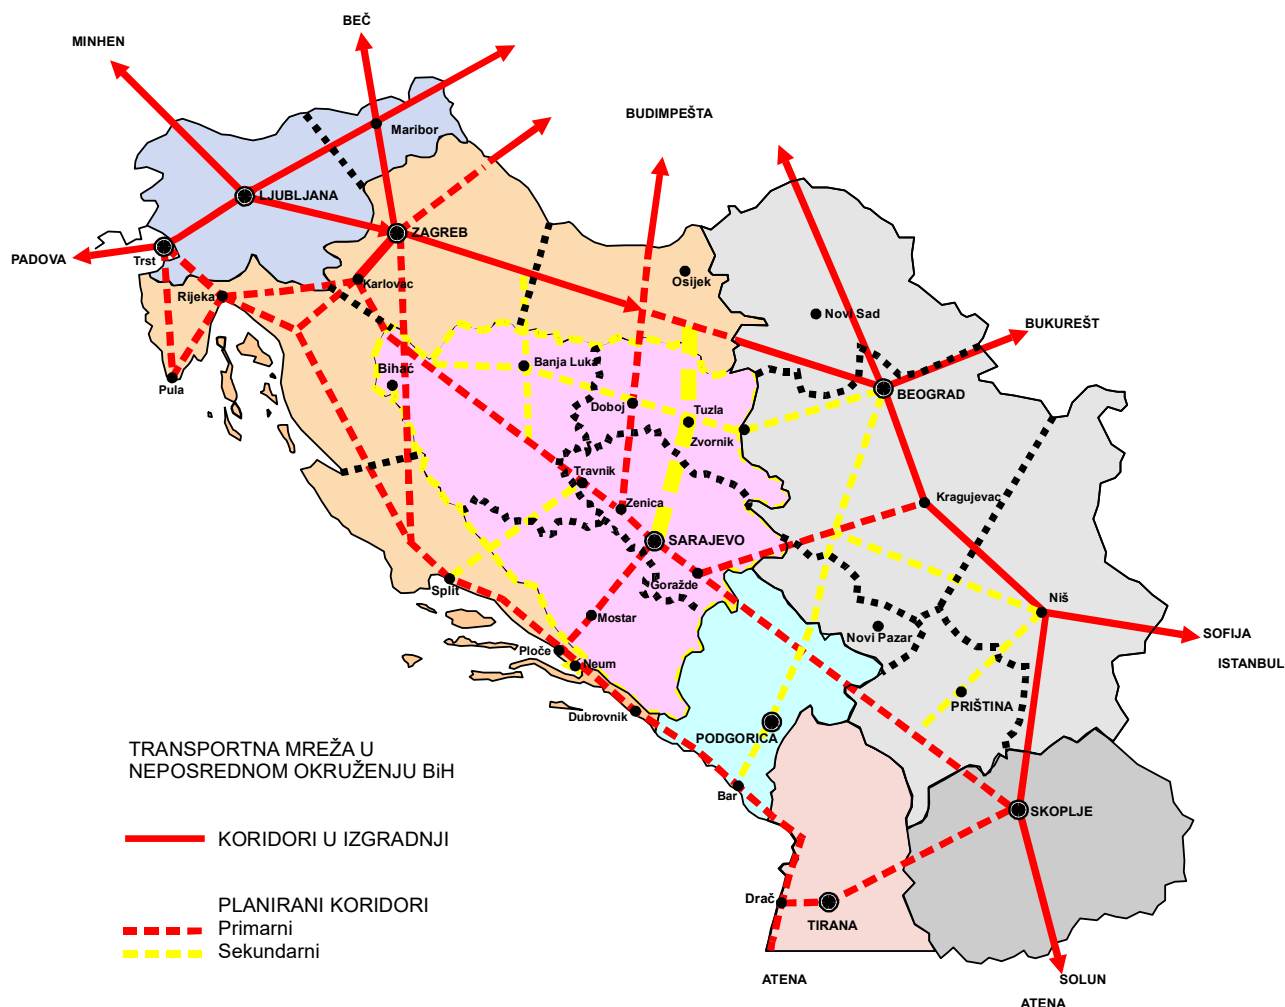 BEČ
MINHEN
BUDIMPEŠTA
Maribor
LJUBLJANA
ZAGREB
PADOVA
Trst
Karlovac
Osijek
Rijeka
Novi Sad
BUKUREŠT
Pula
Bihać
Banja Luka
BEOGRAD
Doboj
Tuzla
Zvornik
Travnik
Zenica
Kragujevac
SARAJEVO
Goražde
Split
Niš
Mostar
Novi Pazar
SOFIJA
Ploče
Neum
ISTANBUL
PRIŠTINA
Dubrovnik
PODGORICA
TRANSPORTNA MREŽA U
NEPOSREDNOM OKRUŽENJU BiH
Bar
SKOPLJE
KORIDORI U IZGRADNJI
PLANIRANI KORIDORI
Primarni
Sekundarni
Drač
TIRANA
ATENA
SOLUN
ATENA